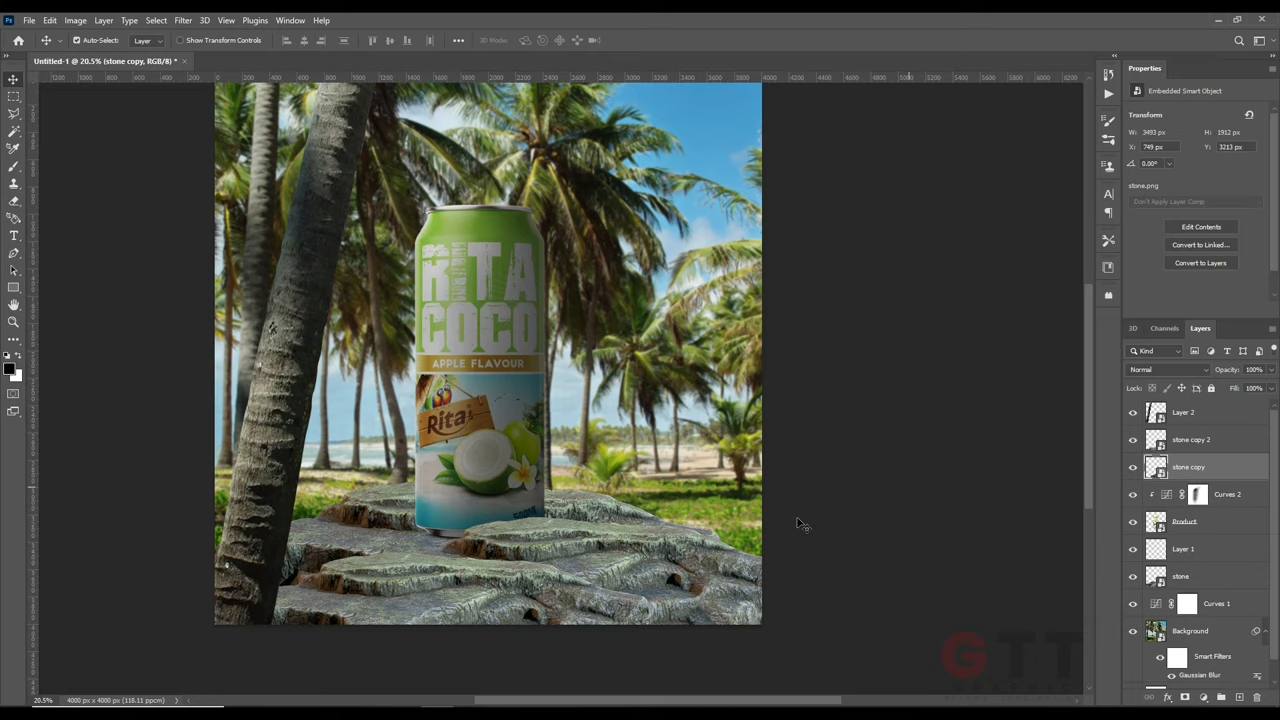 Ps File Edit Image Layer Type Select Filter 3D View Plugins Window Help
Auto-Select: Layer Show Transform Controls 3D Mode:
Untitled-1 @ 20.5% (stone copy, RGB/8) *
RITA
COCO
APPLE FLAVOUR
Rita
500ml
Properties
Embedded Smart Object
Transform
W: 3493 px H: 1912 px
X: 749 px Y: 3213 px
0.00°
stone.png
Don't Apply Layer Comp
Edit Contents
Convert to Linked...
Convert to Layers
3D Channels Layers
Kind
Normal Opacity: 100%
Lock: Fill: 100%
Layer 2
stone copy 2
stone copy
Curves 2
Product
Layer 1
stone
Curves 1
Background
Smart Filters
Gaussian Blur
GTT
20.5% 4000 px x 4000 px (118.11 ppcm)